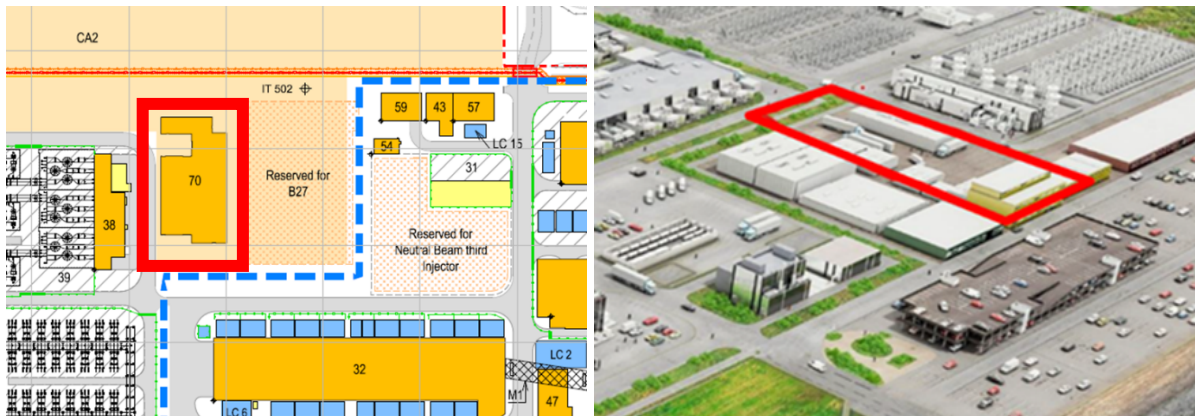 CA2
IT 502
59
43
57
LC 15
54
31
70
Reserved for
B27
38
Reserved for
Neutral Beam third
Injector
39
32
LC 2
M1
LC 6
47